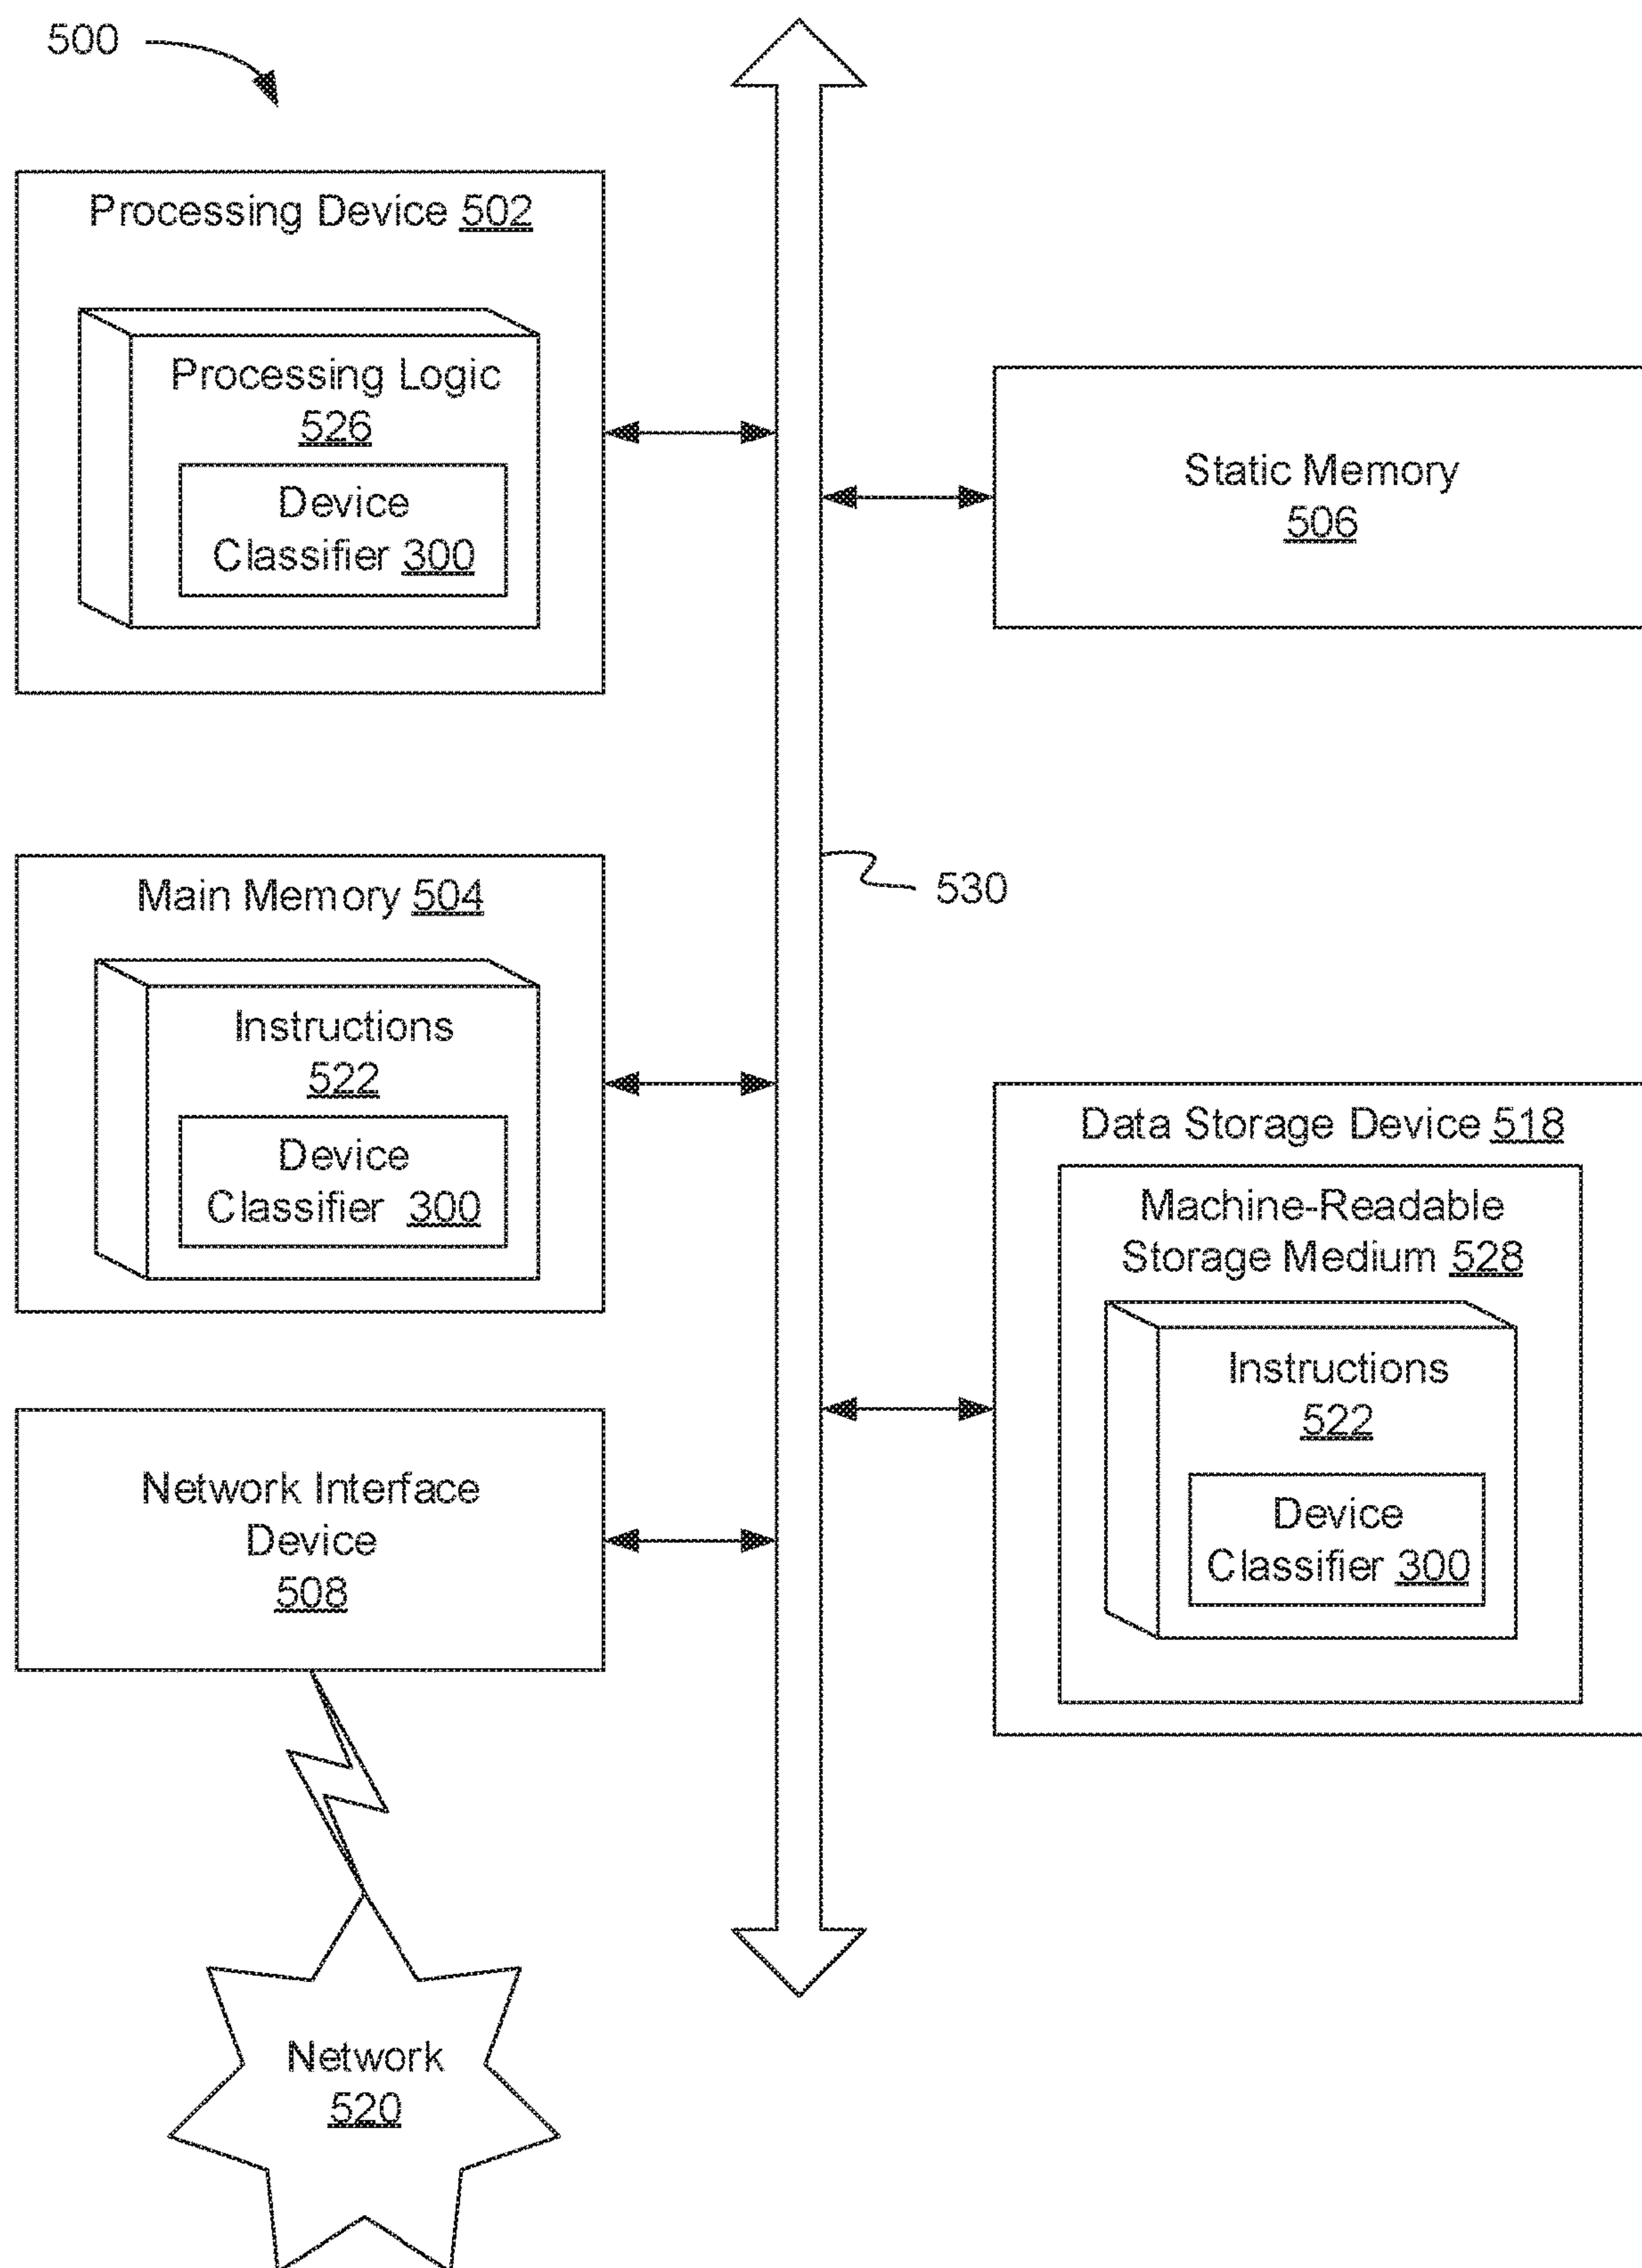 500
Processing Device 502
Processing Logic
526
Device
Classifier 300
Static Memory
506
Main Memory 504
Instructions
522
Device
Classifier 300
530
Data Storage Device 518
Machine-Readable
Storage Medium 528
Instructions
522
Device
Classifier 300
Network Interface
Device
508
Network
520